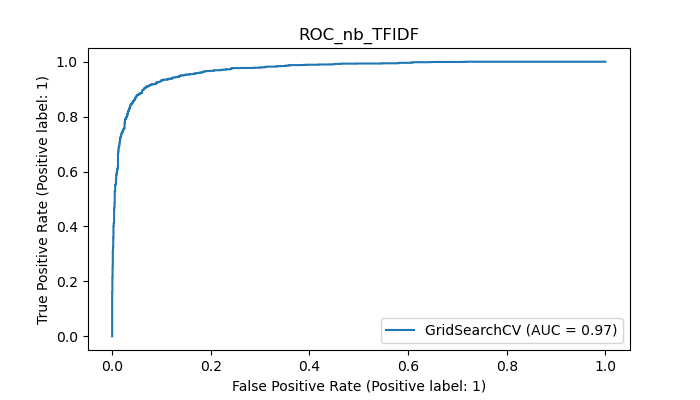 ROC_nb_TFIDF
True Positive Rate (Positive label: 1)
1.0
0.8
0.6
0.4
0.2
0.0
GridSearchCV (AUC = 0.97)
0.0 0.2 0.4 0.6 0.8 1.0
False Positive Rate (Positive label: 1)